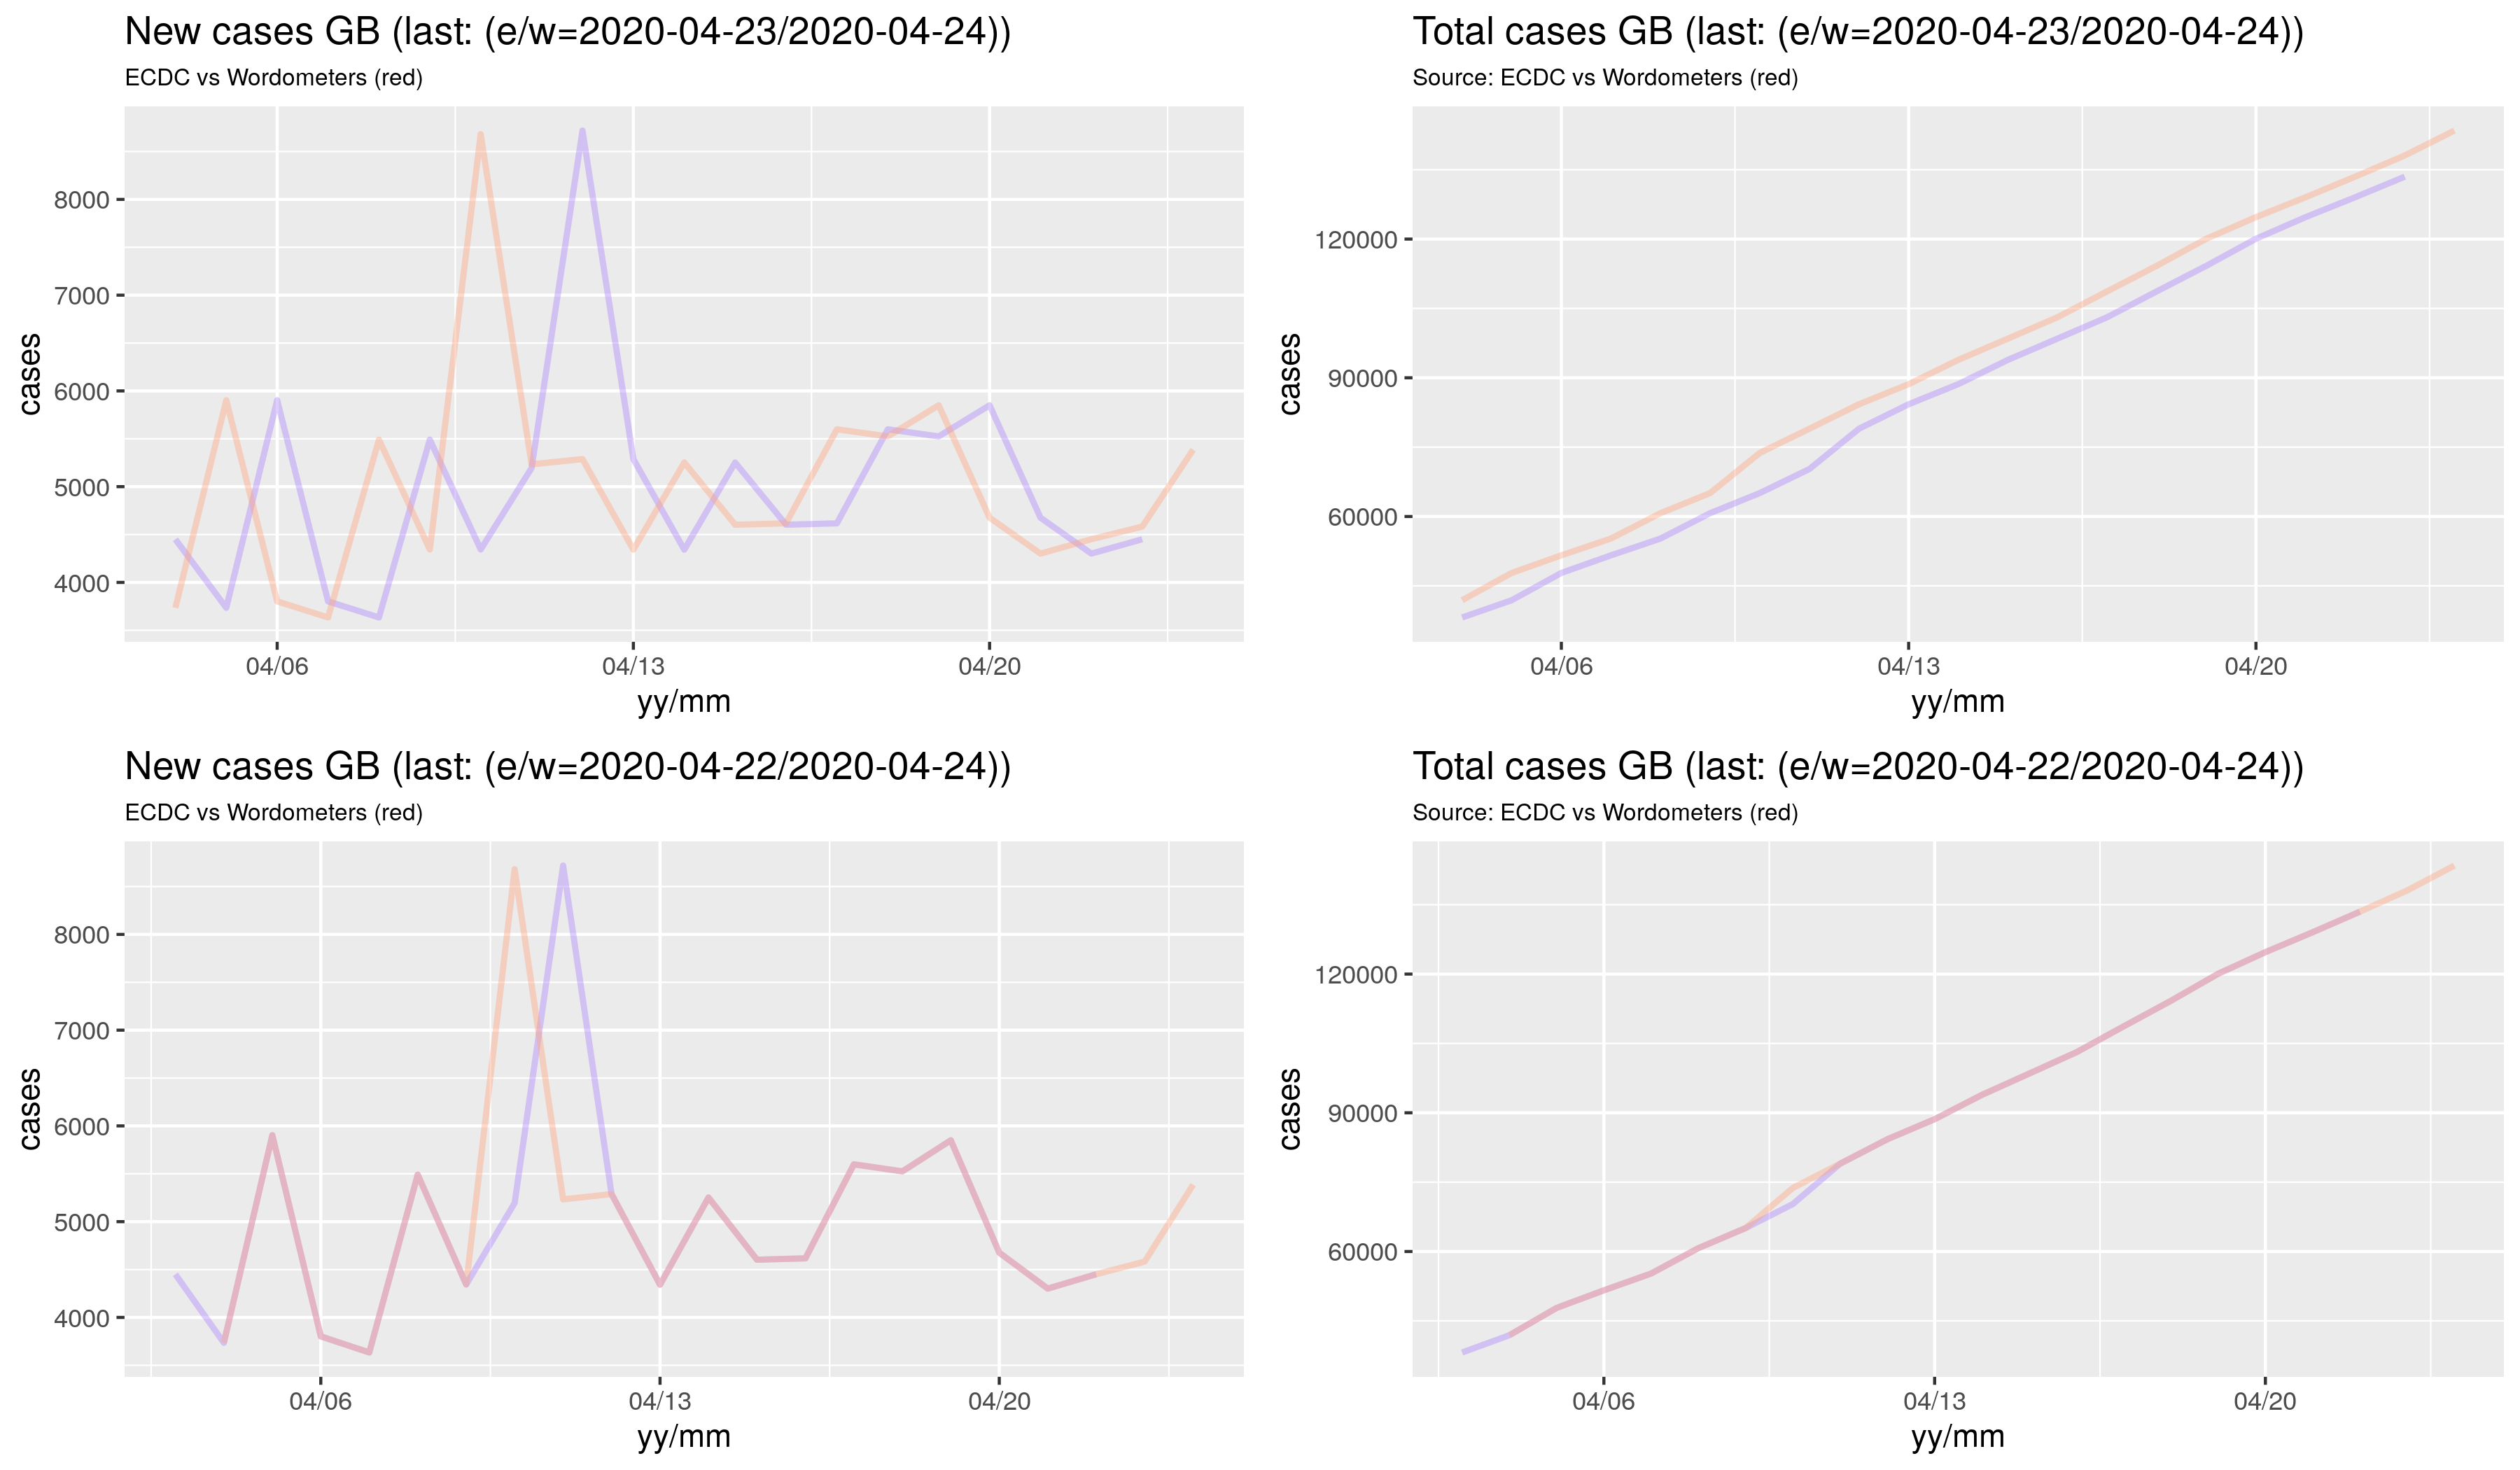 New cases GB (last: (e/w=2020-04-23/2020-04-24))
ECDC vs Wordometers (red)
8000
7000
6000
5000
4000
cases
04/06 04/13 04/20
yy/mm
Total cases GB (last: (e/w=2020-04-23/2020-04-24))
Source: ECDC vs Wordometers (red)
120000
90000
60000
cases
04/06 04/13 04/20
yy/mm
New cases GB (last: (e/w=2020-04-22/2020-04-24))
ECDC vs Wordometers (red)
8000
7000
6000
5000
4000
cases
04/06 04/13 04/20
yy/mm
Total cases GB (last: (e/w=2020-04-22/2020-04-24))
Source: ECDC vs Wordometers (red)
120000
90000
60000
cases
04/06 04/13 04/20
yy/mm